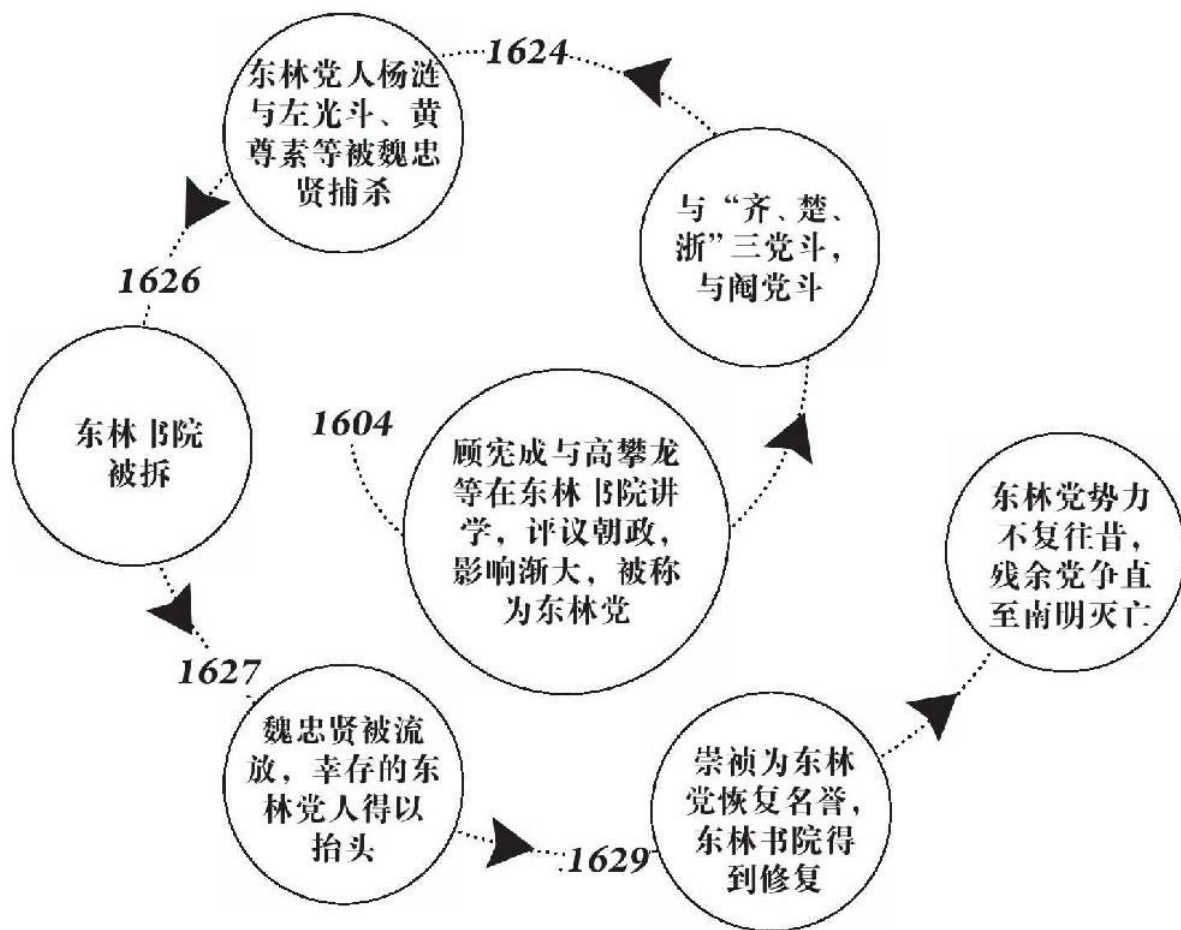 1604
顾宪成与高攀龙
等在东林书院讲
学，评议朝政，
影响渐大，被称
为东林党
与“齐、楚、
浙”三党斗，
与阉党斗
1624
东林党人杨涟
与左光斗、黄
尊素等被魏忠
贤捕杀
1626
东林书院
被拆
1627
魏忠贤被流
放，幸存的东
林党人得以
抬头
1629
崇祯为东林
党恢复名誉，
东林书院得
到修复
东林党势力
不复往昔，
残余党争直
至南明灭亡